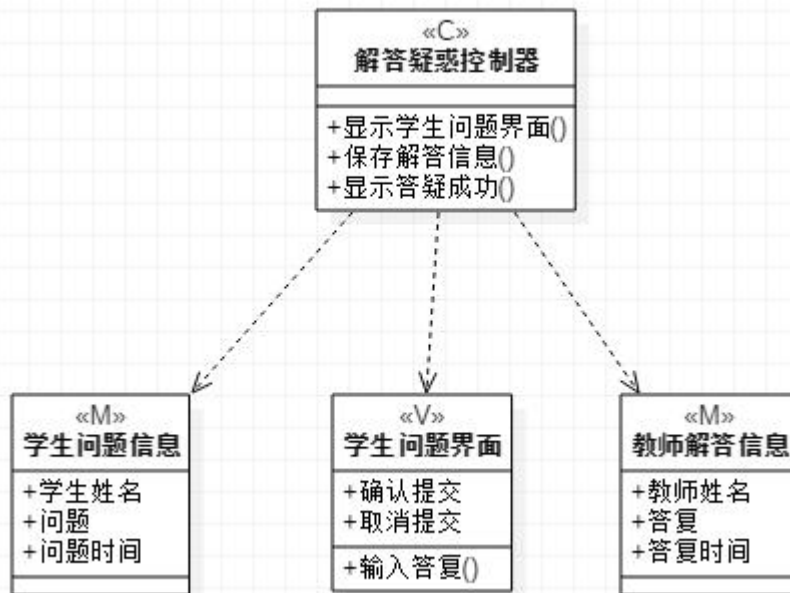 «C»
解答疑惑控制器
+显示学生问题界面()
+保存解答信息()
+显示答疑成功()
«M»
学生问题信息
+学生姓名
+问题
+问题时间
«V»
学生问题界面
+确认提交
+取消提交
+输入答复()
«M»
教师解答信息
+教师姓名
+答复
+答复时间